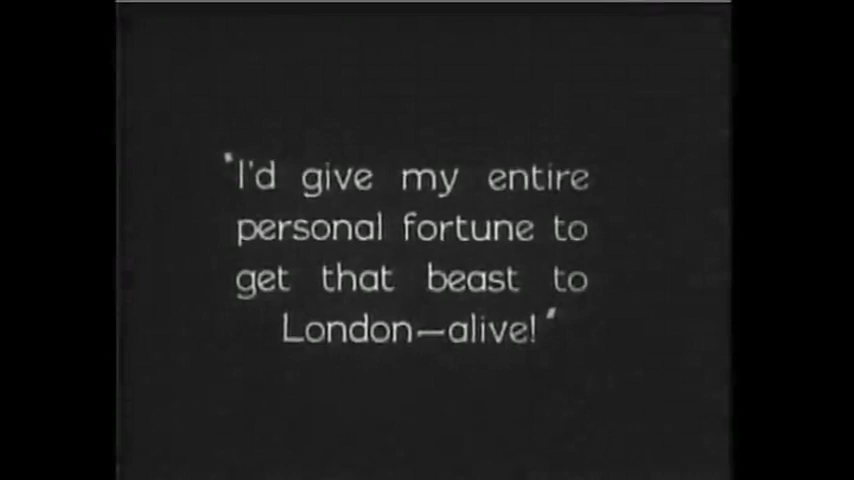 "I'd give my entire
personal fortune to
get that beast to
London—alive!"